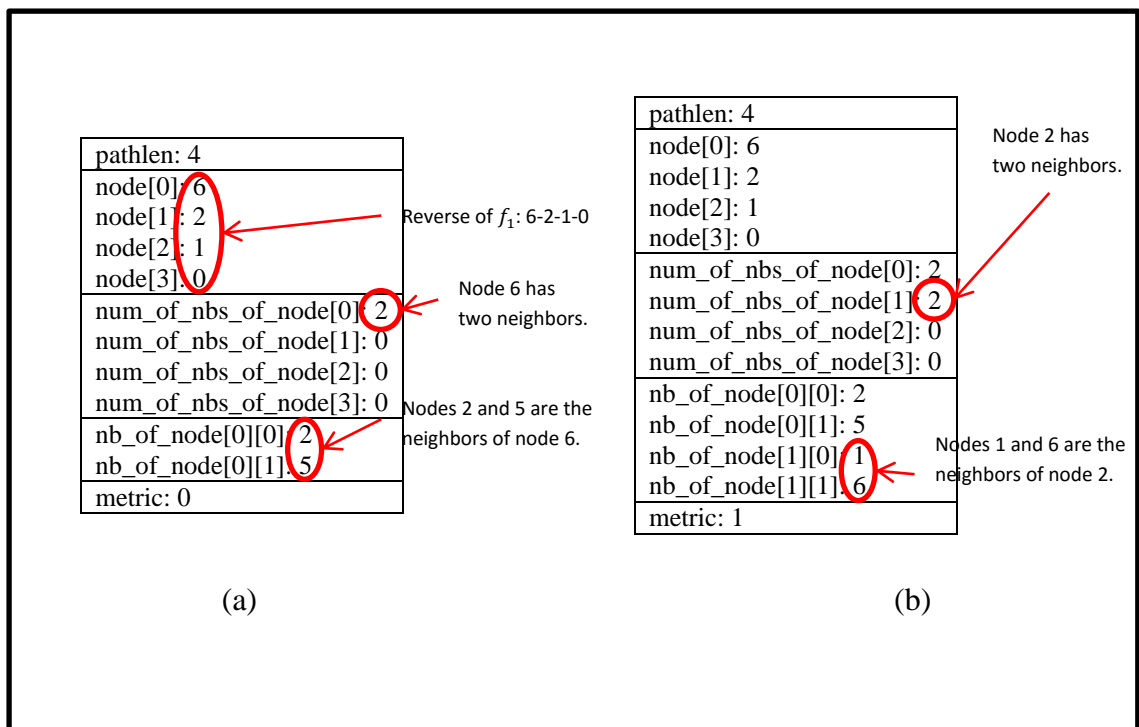 pathlen: 4
node[0]: 6
node[1]: 2
node[2]: 1
node[3]: 0
num_of_nbs_of_node[0]: 2
num_of_nbs_of_node[1]: 0
num_of_nbs_of_node[2]: 0
num_of_nbs_of_node[3]: 0
nb_of_node[0][0]: 2
nb_of_node[0][1]: 5
metric: 0
Reverse of f₁: 6-2-1-0
Node 6 has
two neighbors.
Nodes 2 and 5 are the
neighbors of node 6.
(a)
pathlen: 4
node[0]: 6
node[1]: 2
node[2]: 1
node[3]: 0
num_of_nbs_of_node[0]: 2
num_of_nbs_of_node[1]: 2
num_of_nbs_of_node[2]: 0
num_of_nbs_of_node[3]: 0
nb_of_node[0][0]: 2
nb_of_node[0][1]: 5
nb_of_node[1][0]: 1
nb_of_node[1][1]: 6
metric: 1
Node 2 has
two neighbors.
Nodes 1 and 6 are the
neighbors of node 2.
(b)